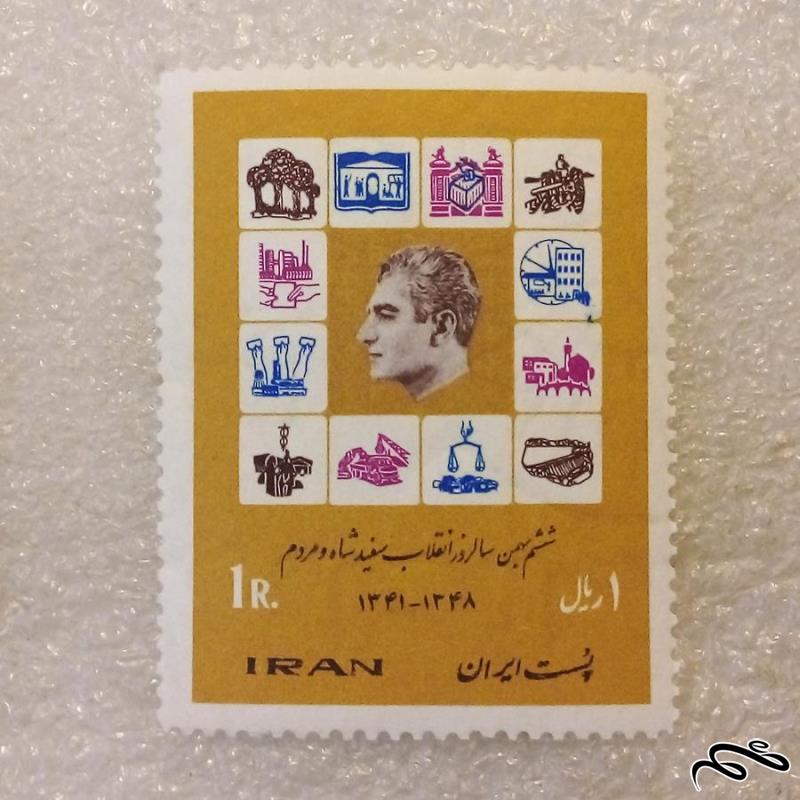 ششم بهمن سالروز انقلاب سفید شاه و مردم
۱۳۴۱-۱۳۴۸
1R.
۱ ریال
IRAN
پست ایران